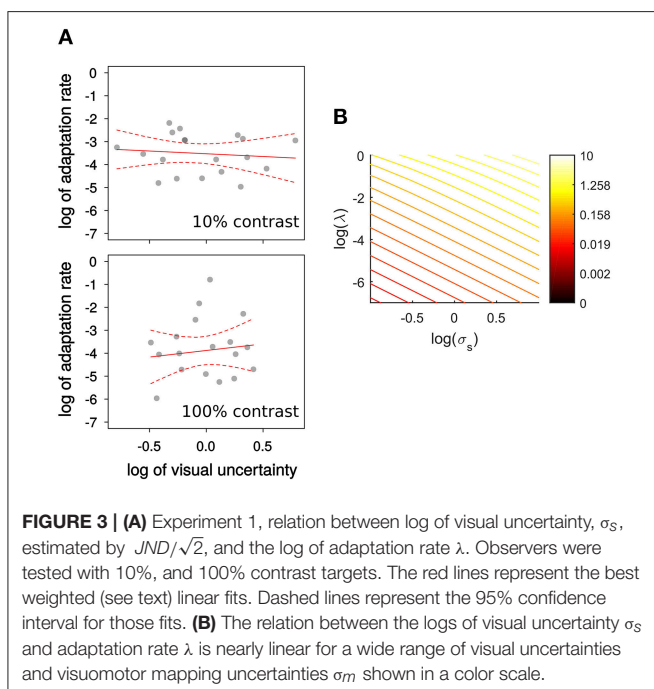 A
0
-1
-2
-3
-4
-5
-6
-7
log of adaptation rate
10% contrast
0
-1
-2
-3
-4
-5
-6
-7
log of adaptation rate
100% contrast
-0.5 0.0 0.5
log of visual uncertainty
B
0
-2
-4
-6
log(λ)
-0.5 0 0.5
log(σs)
10
1.258
0.158
0.019
0.002
0
FIGURE 3 | (A) Experiment 1, relation between log of visual uncertainty, σs,
estimated by JND/√2, and the log of adaptation rate λ. Observers were
tested with 10%, and 100% contrast targets. The red lines represent the best
weighted (see text) linear fits. Dashed lines represent the 95% confidence
interval for those fits. (B) The relation between the logs of visual uncertainty σs
and adaptation rate λ is nearly linear for a wide range of visual uncertainties
and visuomotor mapping uncertainties σm shown in a color scale.